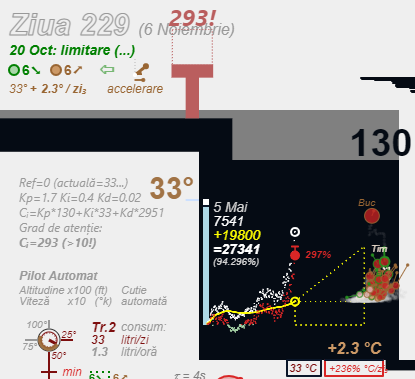 293!
Ziua 229 (6 Noiembrie)
20 Oct: limitare (...)
6 6
33° + 2.3° / zi₃ accelerare
130
Ref=0 (actuală=33...)
Kp=1.7 Ki=0.4 Kd=0.02
Cᵢ=Kp*130+Ki*33+Kd*2951
Grad de atenție:
Cᵢ=293 (>10!)
33°
5 Mai
7541
+19800
=27341
(94.296%)
297%
Buc
Tim
Pilot Automat
Altitudine x100 (ft) Cutie
Viteză x10 (°k) automată
100°
75°
25°
50°
min
Tr.2 consum:
33 litri/zi
1.3 litri/oră
6
τ = 4s
+2.3 °C
33 °C
+236% °C/z